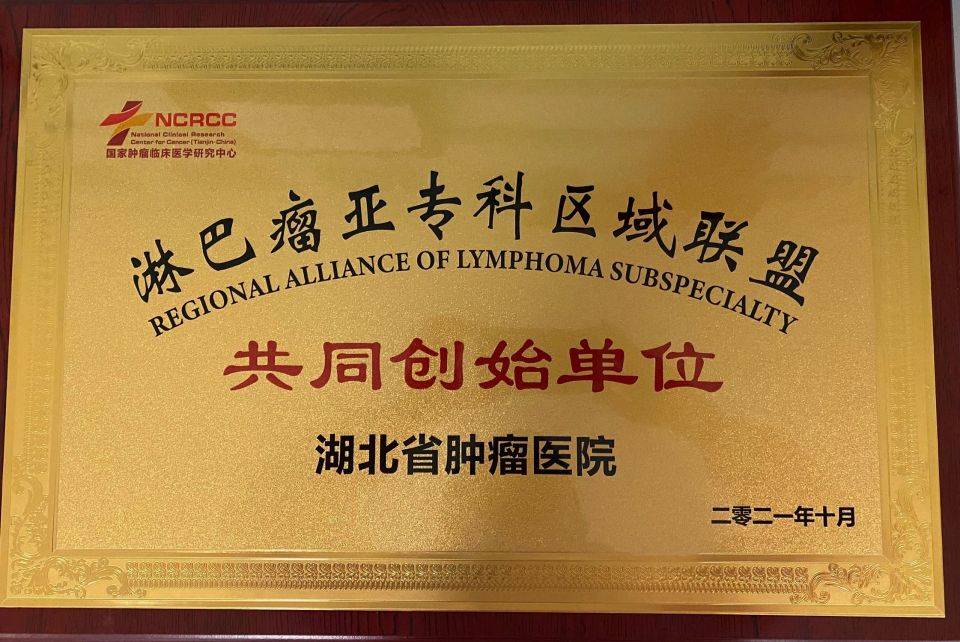 NCRCC
National Clinical Research
Center for Cancer (Tianjin·China)
国家肿瘤临床医学研究中心
淋巴瘤亚专科区域联盟
REGIONAL ALLIANCE OF LYMPHOMA SUBSPECIALTY
共同创始单位
湖北省肿瘤医院
二零二一年十月